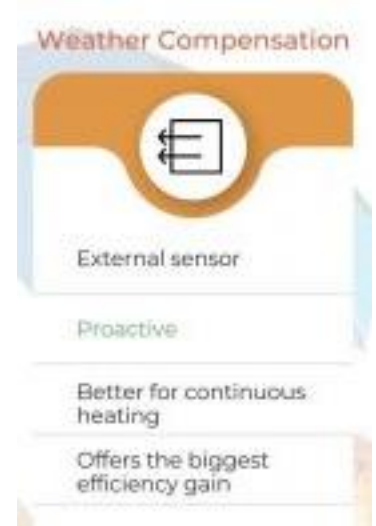 Weather Compensation
External sensor
Proactive
Better for continuous
heating
Offers the biggest
efficiency gain